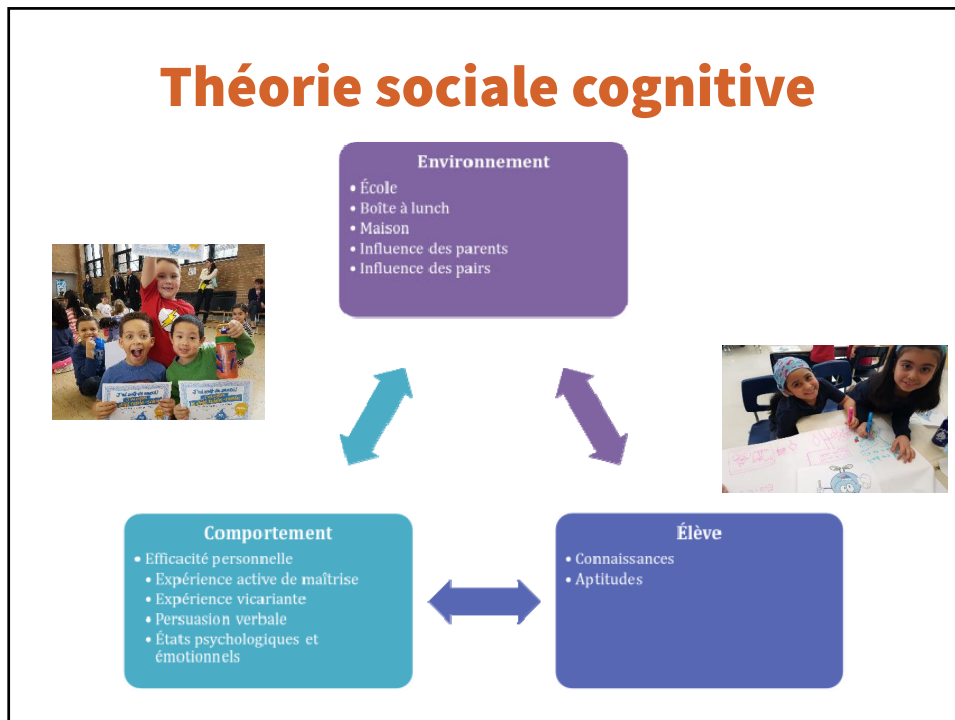 Théorie sociale cognitive
Environnement
• École
• Boîte à lunch
• Maison
• Influence des parents
• Influence des pairs
Comportement
• Efficacité personnelle
• Expérience active de maîtrise
• Expérience vicariante
• Persuasion verbale
• États psychologiques et
émotionnels
Élève
• Connaissances
• Aptitudes